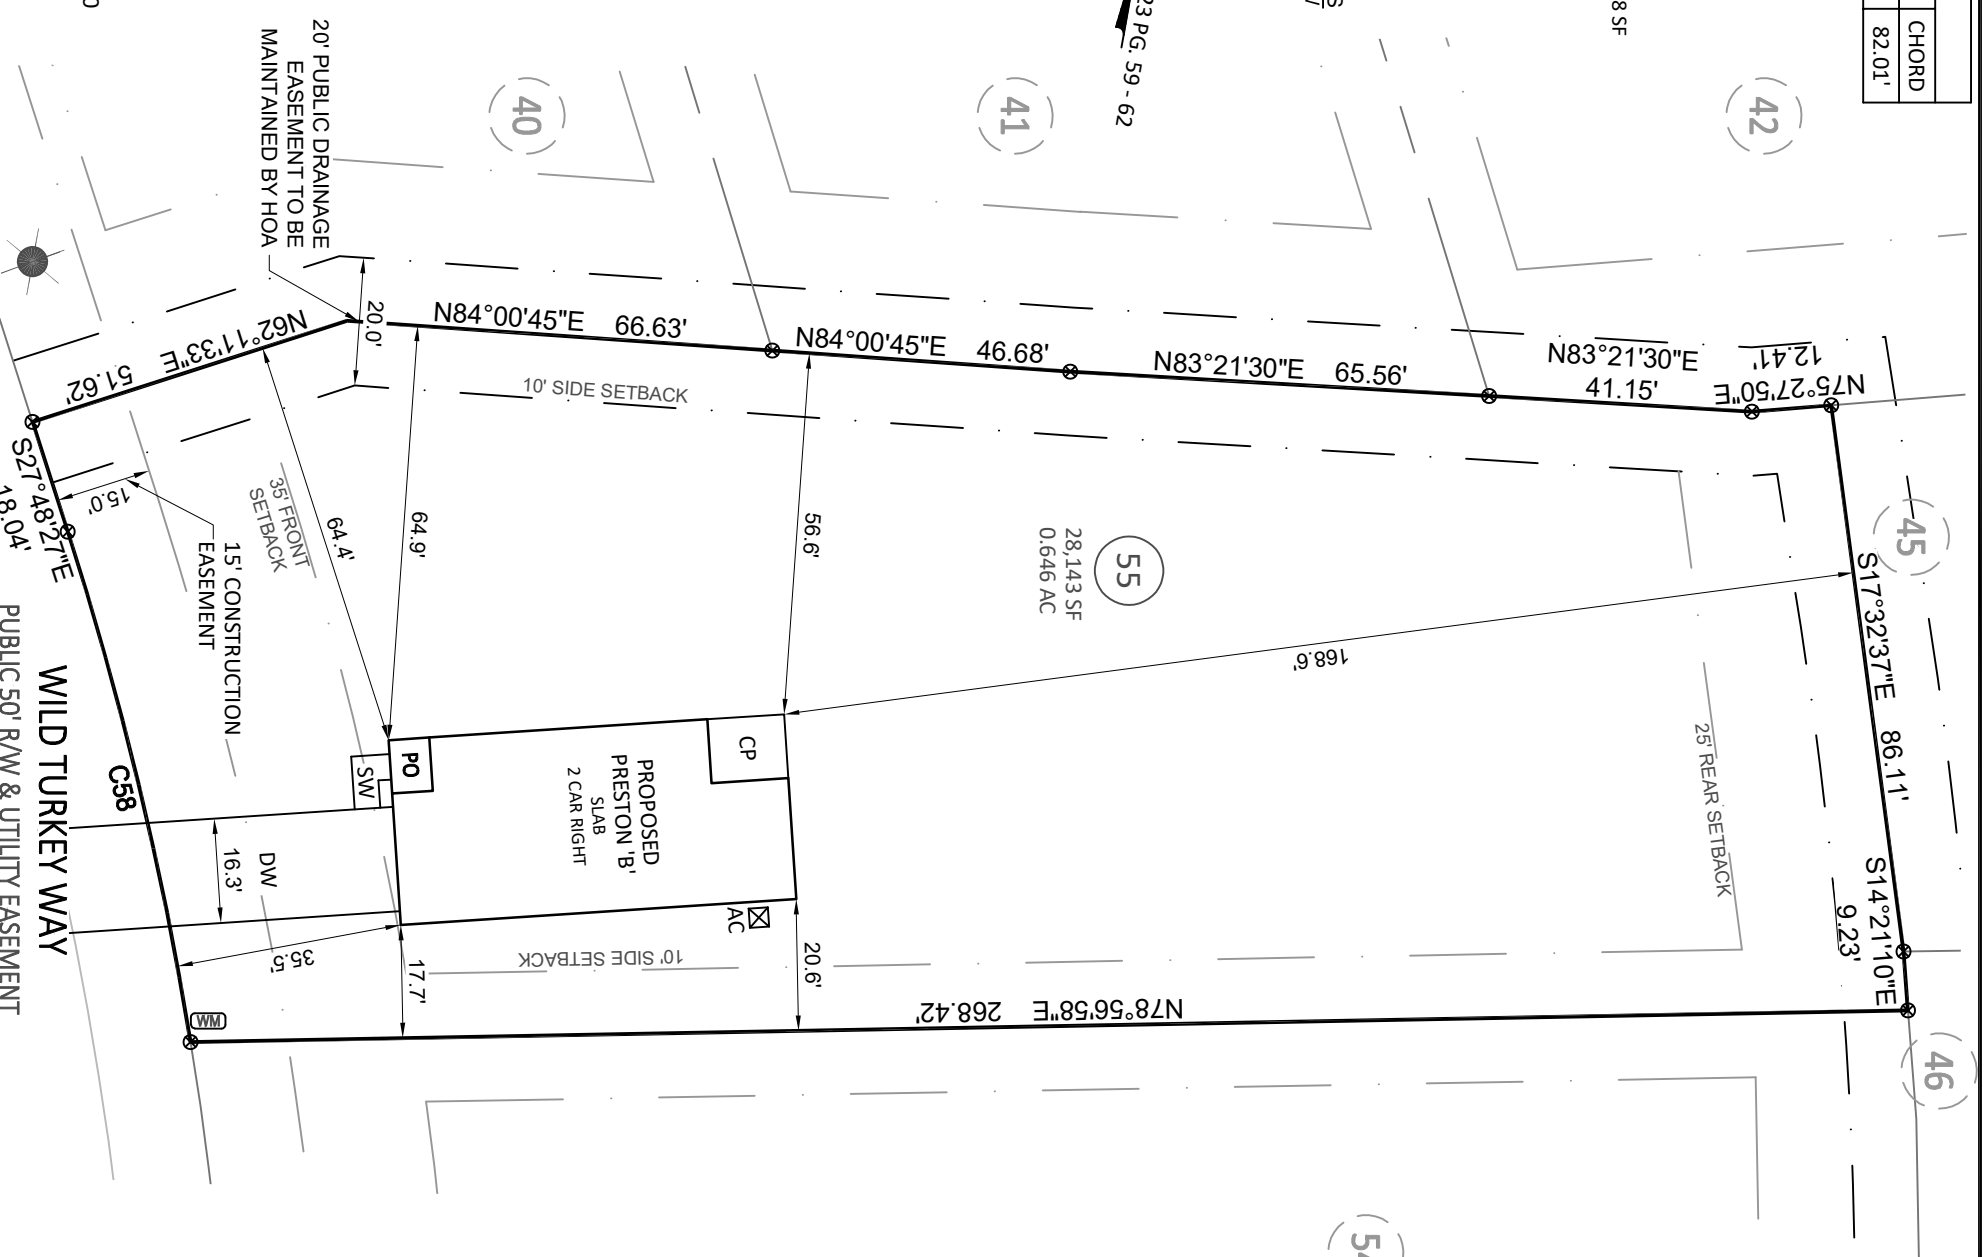 CHORD
82.01'
8 SF
23 PG. 59 - 62
42
41
40
20' PUBLIC DRAINAGE
EASEMENT TO BE
MAINTAINED BY HOA
20.0'
N84°00'45"E 66.63'
N84°00'45"E 46.68'
N83°21'30"E 65.56'
N83°21'30"E
41.15'
12.41'
N75°27'50"E
45
S17°32'37"E 86.11'
S14°21'10"E
9.23'
46
N62°11'33"E 51.62'
S27°48'27"E
18.04'
15.0'
15' CONSTRUCTION
EASEMENT
35' FRONT
SETBACK
10' SIDE SETBACK
64.4'
64.9'
56.6'
55
28,143 SF
0.646 AC
168.6'
25' REAR SETBACK
CP
PROPOSED
PRESTON 'B'
SLAB
2 CAR RIGHT
PO
SW
AC
DW
16.3'
35.5'
17.7'
20.6'
10' SIDE SETBACK
N78°56'58"E 268.42'
WM
C58
WILD TURKEY WAY
PUBLIC 50' R/W & UTILITY EASEMENT